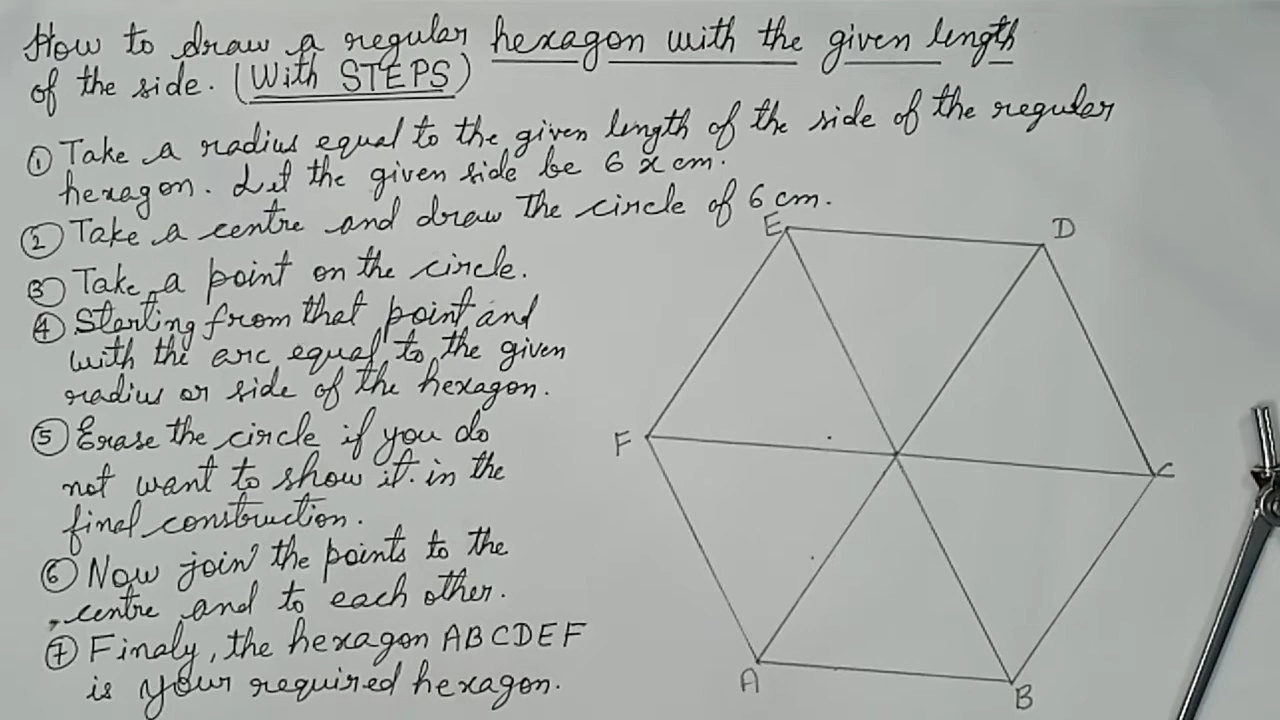 How to draw a regular hexagon with the given length
of the side. (With STEPS)
① Take a radius equal to the given length of the side of the regular
hexagon. Let the given side be 6 x cm.
② Take a centre and draw the circle of 6 cm.
③ Take a point on the circle.
④ Starting from that point and
with the arc equal to the given
radius or side of the hexagon.
⑤ Erase the circle if you do
not want to show it. in the
final construction.
⑥ Now join the points to the
centre and to each other.
⑦ Finaly, the hexagon ABCDEF
is your required hexagon.
E
D
F
C
A
B